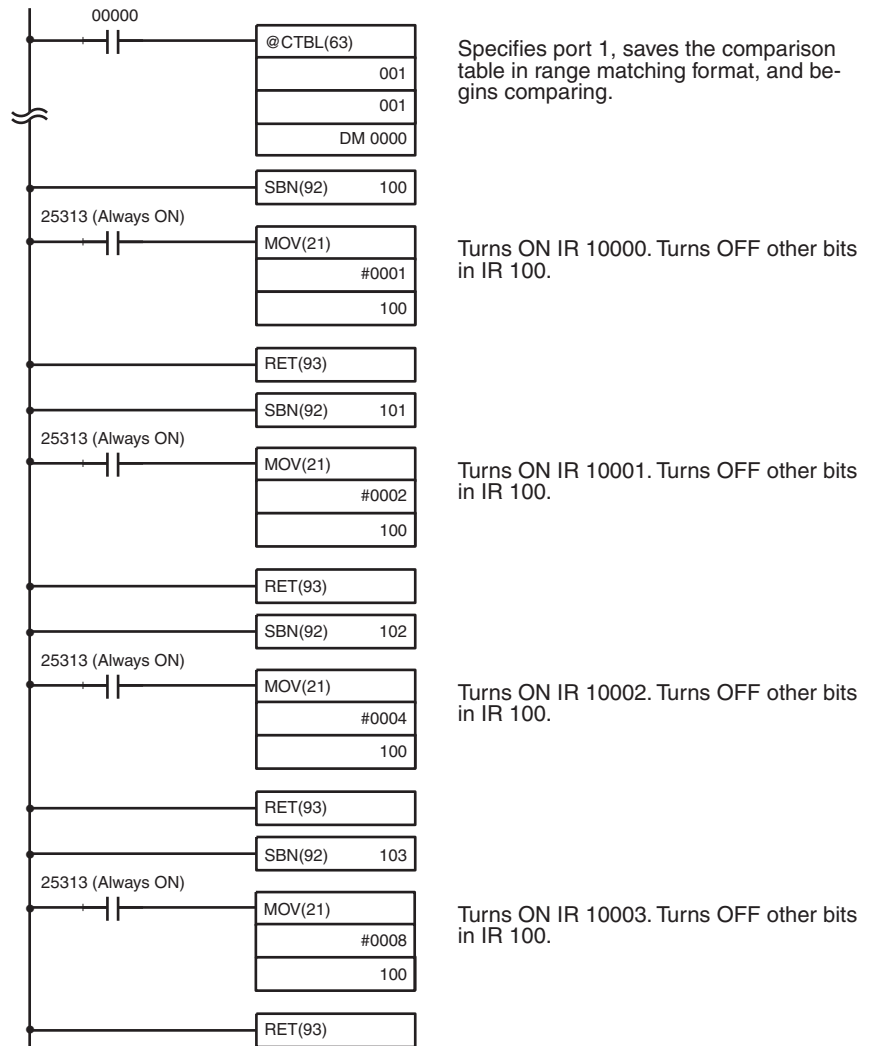 00000
@CTBL(63)
001
001
DM 0000
Specifies port 1, saves the comparison
table in range matching format, and be-
gins comparing.
SBN(92) 100
25313 (Always ON)
MOV(21)
#0001
100
Turns ON IR 10000. Turns OFF other bits
in IR 100.
RET(93)
SBN(92) 101
25313 (Always ON)
MOV(21)
#0002
100
Turns ON IR 10001. Turns OFF other bits
in IR 100.
RET(93)
SBN(92) 102
25313 (Always ON)
MOV(21)
#0004
100
Turns ON IR 10002. Turns OFF other bits
in IR 100.
RET(93)
SBN(92) 103
25313 (Always ON)
MOV(21)
#0008
100
Turns ON IR 10003. Turns OFF other bits
in IR 100.
RET(93)